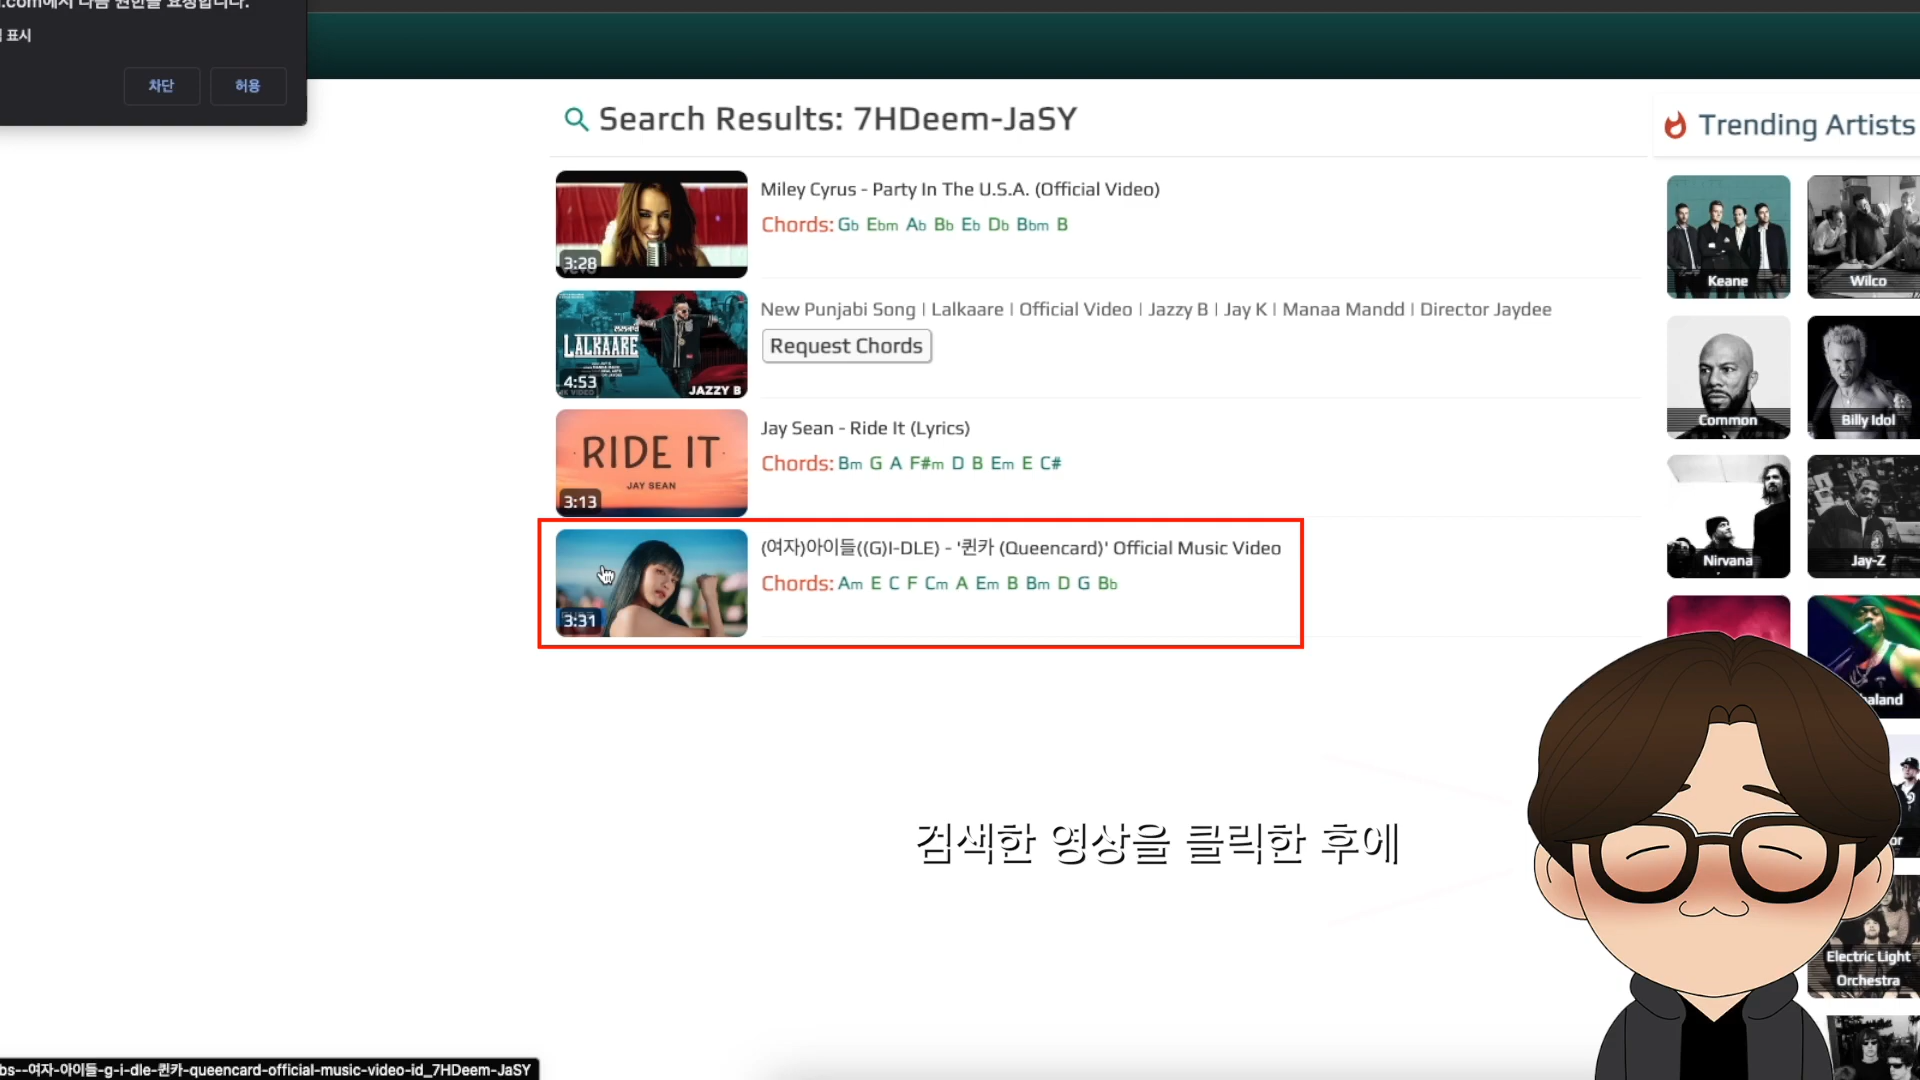 .com에서 다음 권한을 요청합니다.
표시
차단
허용
Search Results: 7HDeem-JaSY
Trending Artists
Miley Cyrus - Party In The U.S.A. (Official Video)
Chords: Gb Ebm Ab Bb Eb Db Bbm B
3:28
New Punjabi Song | Lalkaare | Official Video | Jazzy B | Jay K | Manaa Mandd | Director Jaydee
Request Chords
LALKAARE
4:53
JAZZY B
Jay Sean - Ride It (Lyrics)
Chords: Bm G A F#m D B Em E C#
RIDE IT
JAY SEAN
3:13
(여자)아이들((G)I-DLE) - '퀸카 (Queencard)' Official Music Video
Chords: Am E C F Cm A Em B Bm D G Bb
3:31
Keane
Wilco
Common
Billy Idol
Nirvana
Jay-Z
aland
or
Electric Light
Orchestra
검색한 영상을 클릭한 후에
bs--여자-아이들-g-i-dle-퀸카-queencard-official-music-video-id_7HDeem-JaSY